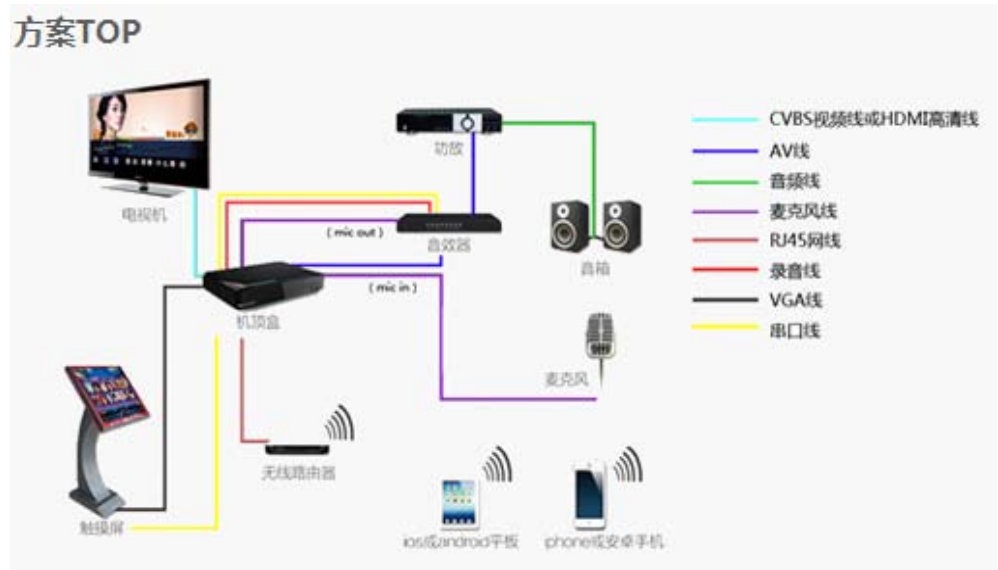 方案TOP
CVBS视频线或HDMI高清线
AV线
音频线
麦克风线
RJ45网线
录音线
VGA线
串口线
功放
电视机
( mic out )
音效器
音箱
( mic in )
机顶盒
麦克风
无线路由器
触摸屏
ios或android平板
iphone或安卓手机